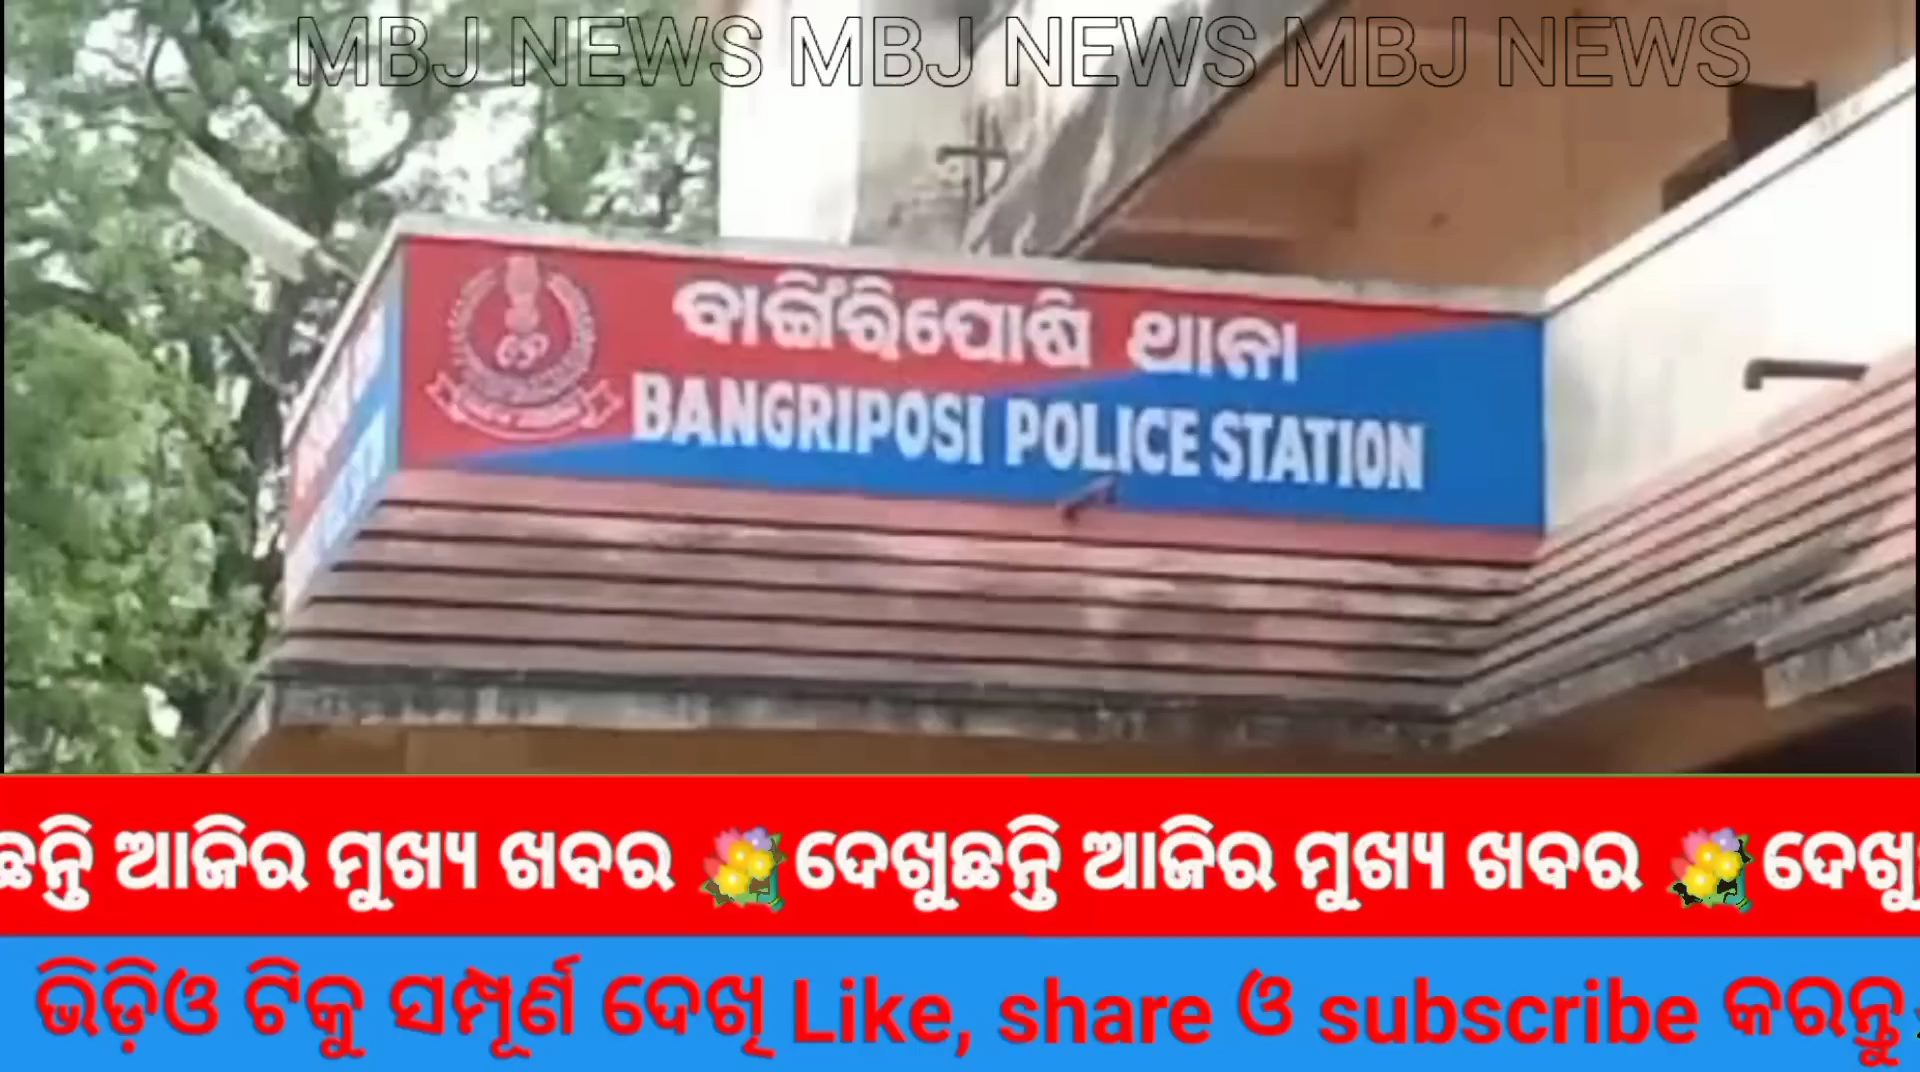 MBJ NEWS MBJ NEWS MBJ NEWS
ବାଙ୍ଗିରିପୋଷି ଥାନା
BANGRIPOSI POLICE STATION
ଛନ୍ତି ଆଜିର ମୁଖ୍ୟ ଖବର 💐 ଦେଖୁଛନ୍ତି ଆଜିର ମୁଖ୍ୟ ଖବର 💐 ଦେଖୁ
ଭିଡ଼ିଓ ଟିକୁ ସମ୍ପୂର୍ଣ ଦେଖି Like, share ଓ subscribe କରନ୍ତୁ